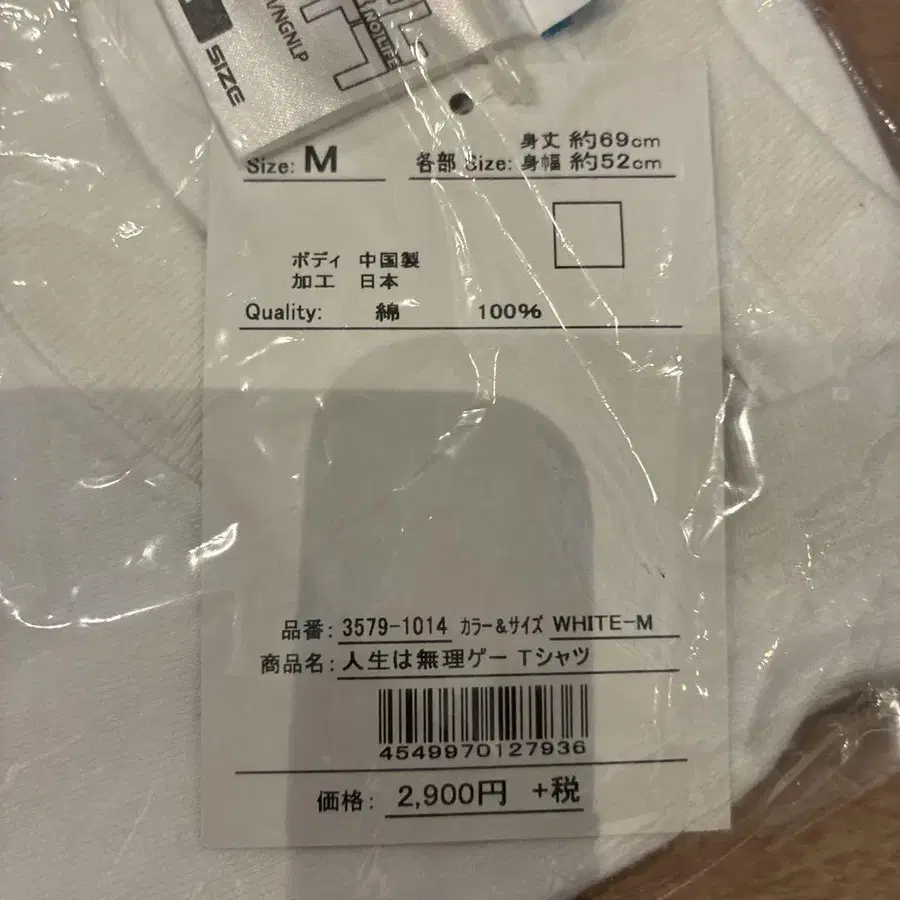 /NGNLP
NOLIFE
SIZE
Size: M
身丈 約69cm
各部 Size: 身幅 約52cm
ボディ 中国製
加工 日本
Quality: 綿 100%
品番: 3579-1014 カラー&サイズ WHITE-M
商品名: 人生は無理ゲー Tシャツ
4549970127936
価格: 2,900円 +税